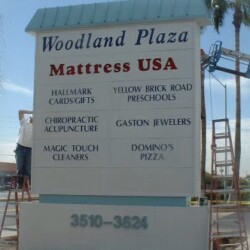 Woodland Plaza
Mattress USA
HALLMARK
CARDS/GIFTS
YELLOW BRICK ROAD
PRESCHOOLS
CHIROPRACTIC
ACUPUNCTURE
GASTON JEWELERS
MAGIC TOUCH
CLEANERS
DOMINO'S
PIZZA
3510-3624